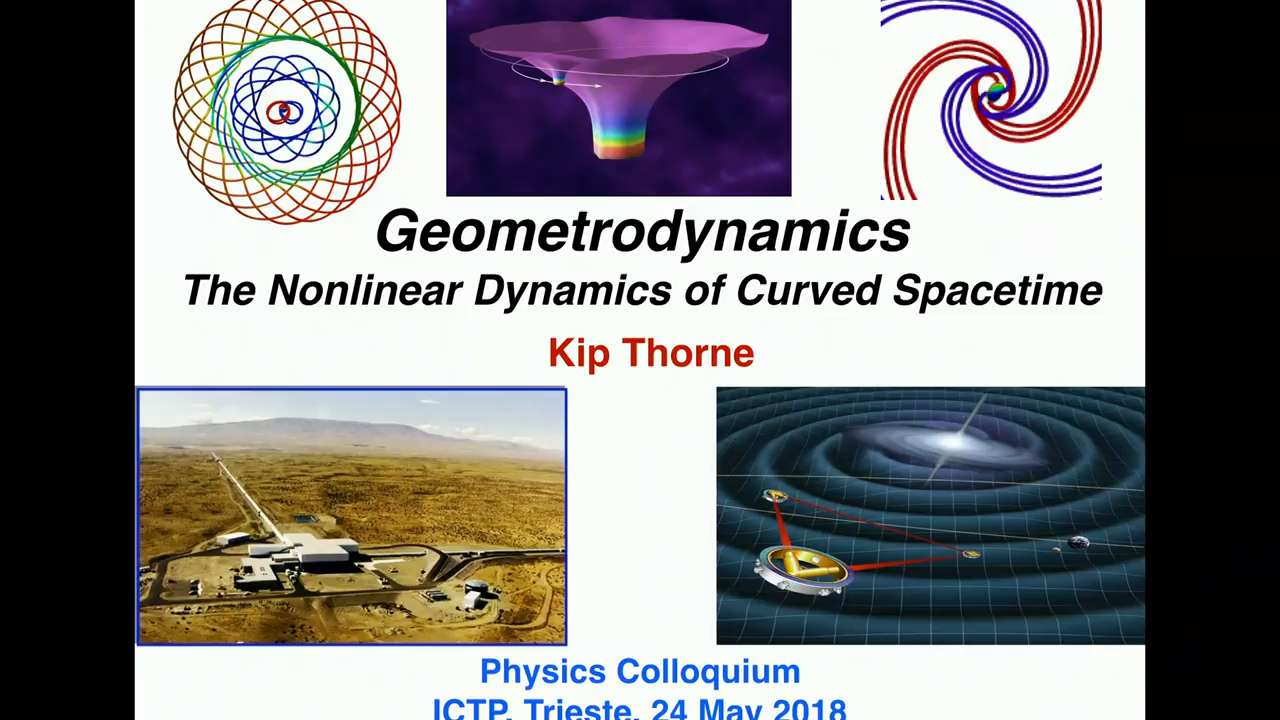 Geometrodynamics
The Nonlinear Dynamics of Curved Spacetime
Kip Thorne
Physics Colloquium
ICTP, Trieste, 24 May 2018